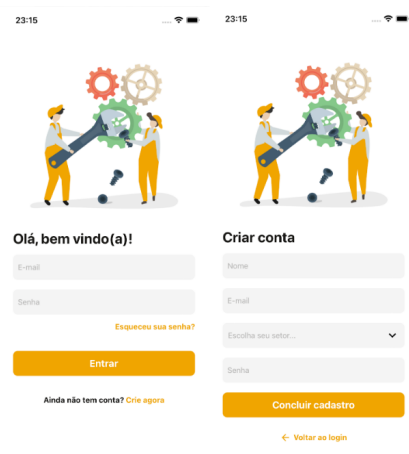 23:15
Olá, bem vindo(a)!
E-mail
Senha
Esqueceu sua senha?
Entrar
Ainda não tem conta? Crie agora
23:15
Criar conta
Nome
E-mail
Escolha seu setor...
Senha
Concluir cadastro
← Voltar ao login